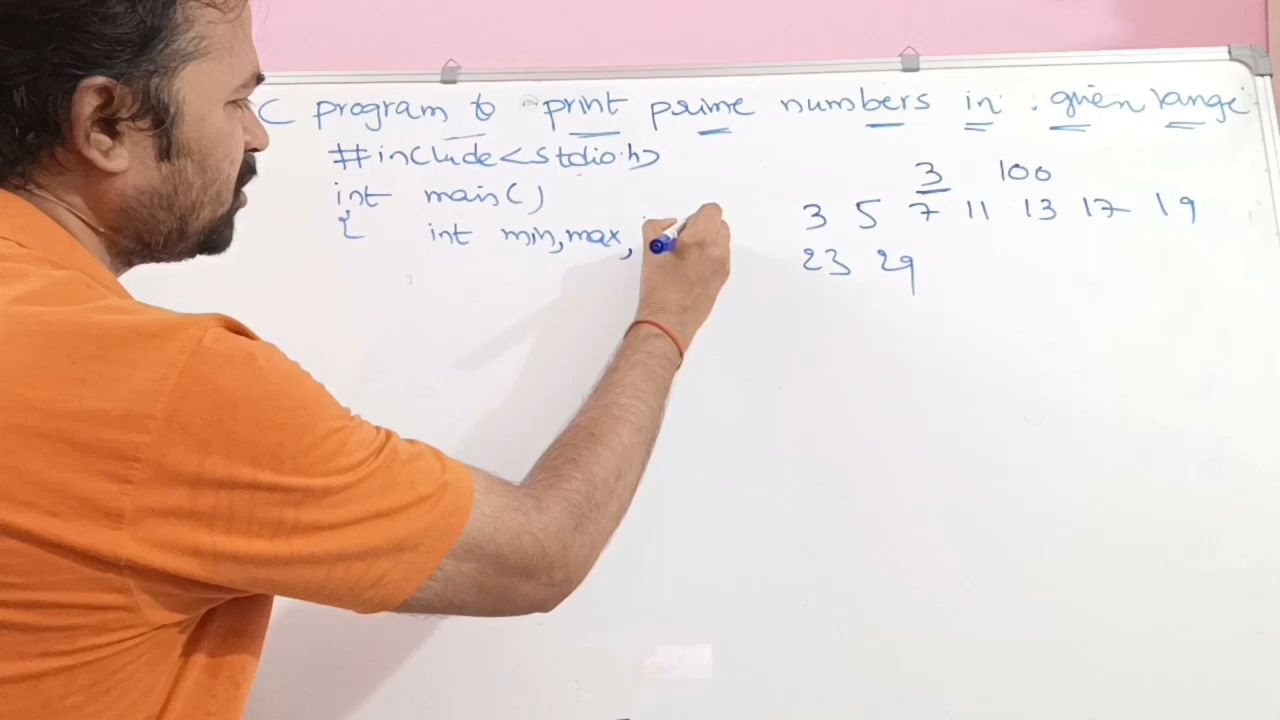 C program to print prime numbers in given range
#include<stdio.h>
int main()
{ int min,max,
3 100
3 5 7 11 13 17 19
23 29